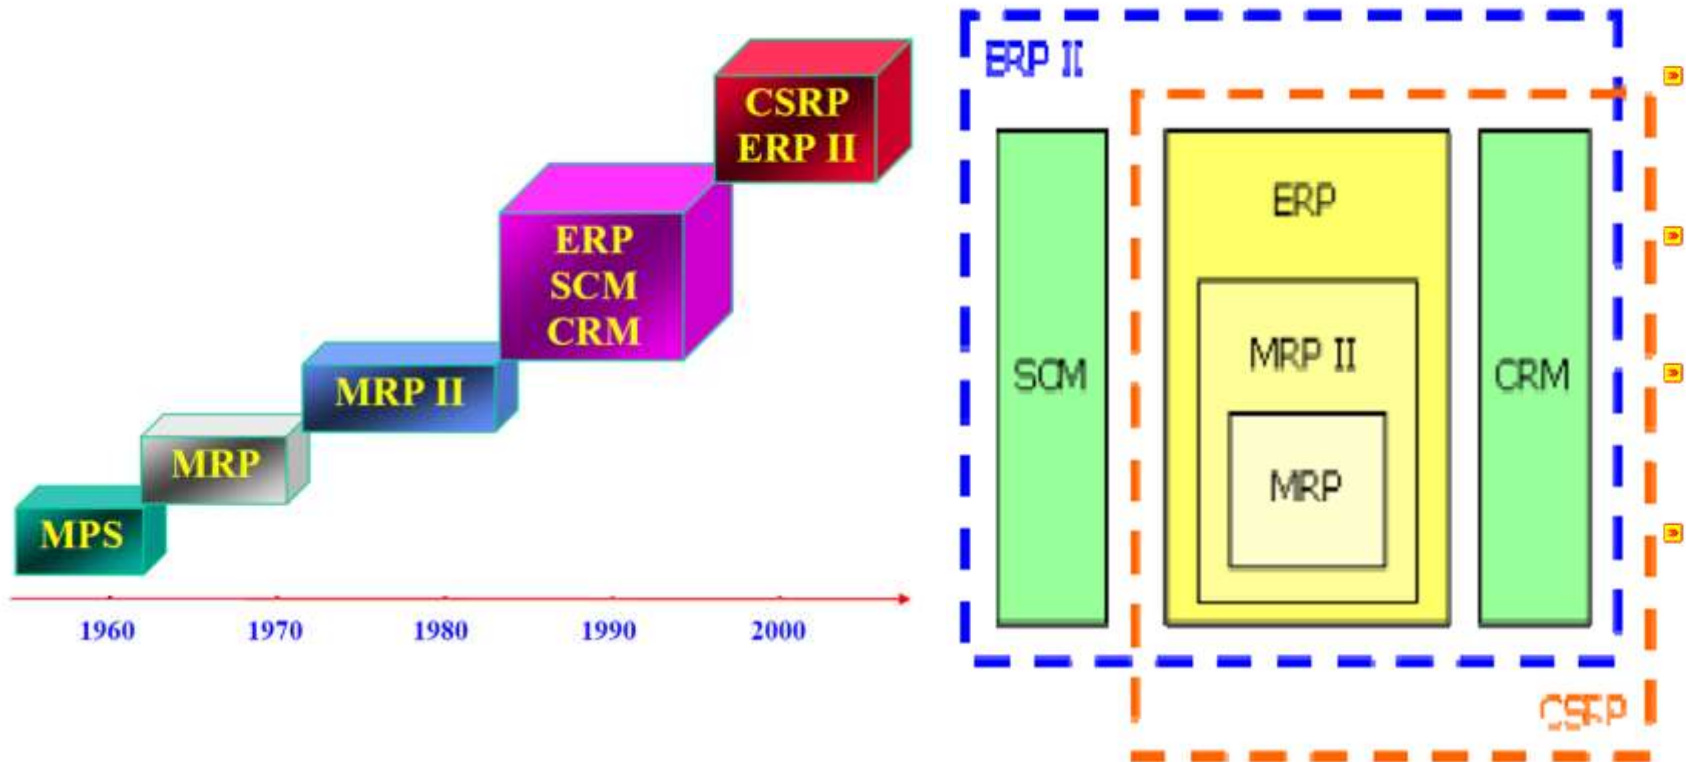 CSRP
ERP II
ERP
SCM
CRM
MRP II
MRP
MPS
1960 1970 1980 1990 2000
ERP II
ERP
MRP II
SCM
CRM
MRP
CSRP